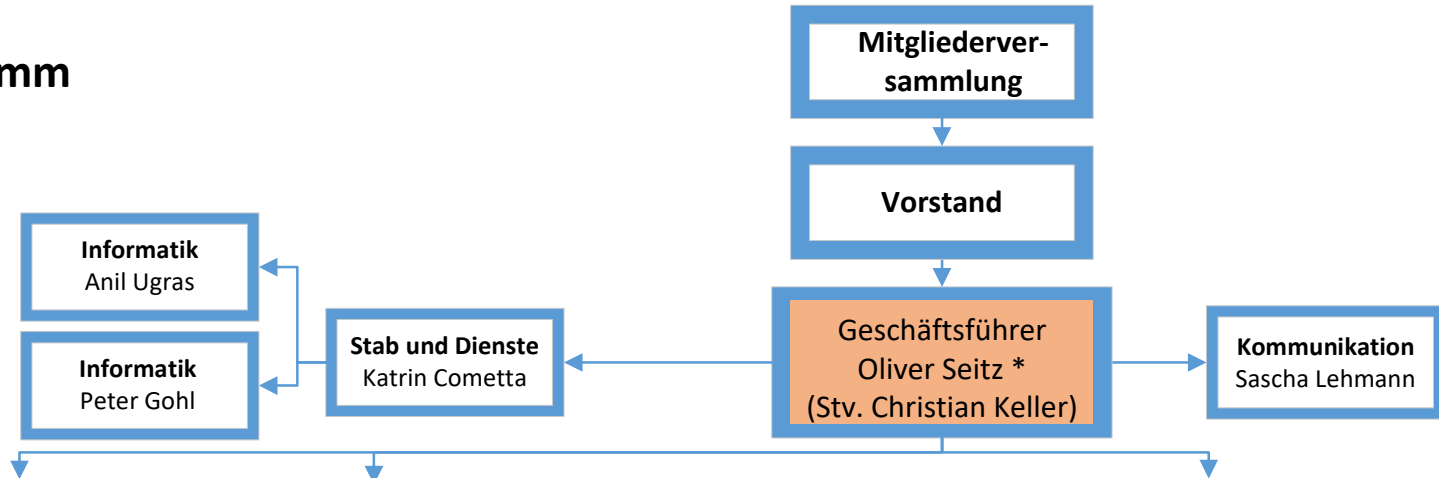 mm
Mitgliederver-
sammlung
Vorstand
Informatik
Anil Ugras
Informatik
Peter Gohl
Stab und Dienste
Katrin Cometta
Geschäftsführer
Oliver Seitz *
(Stv. Christian Keller)
Kommunikation
Sascha Lehmann